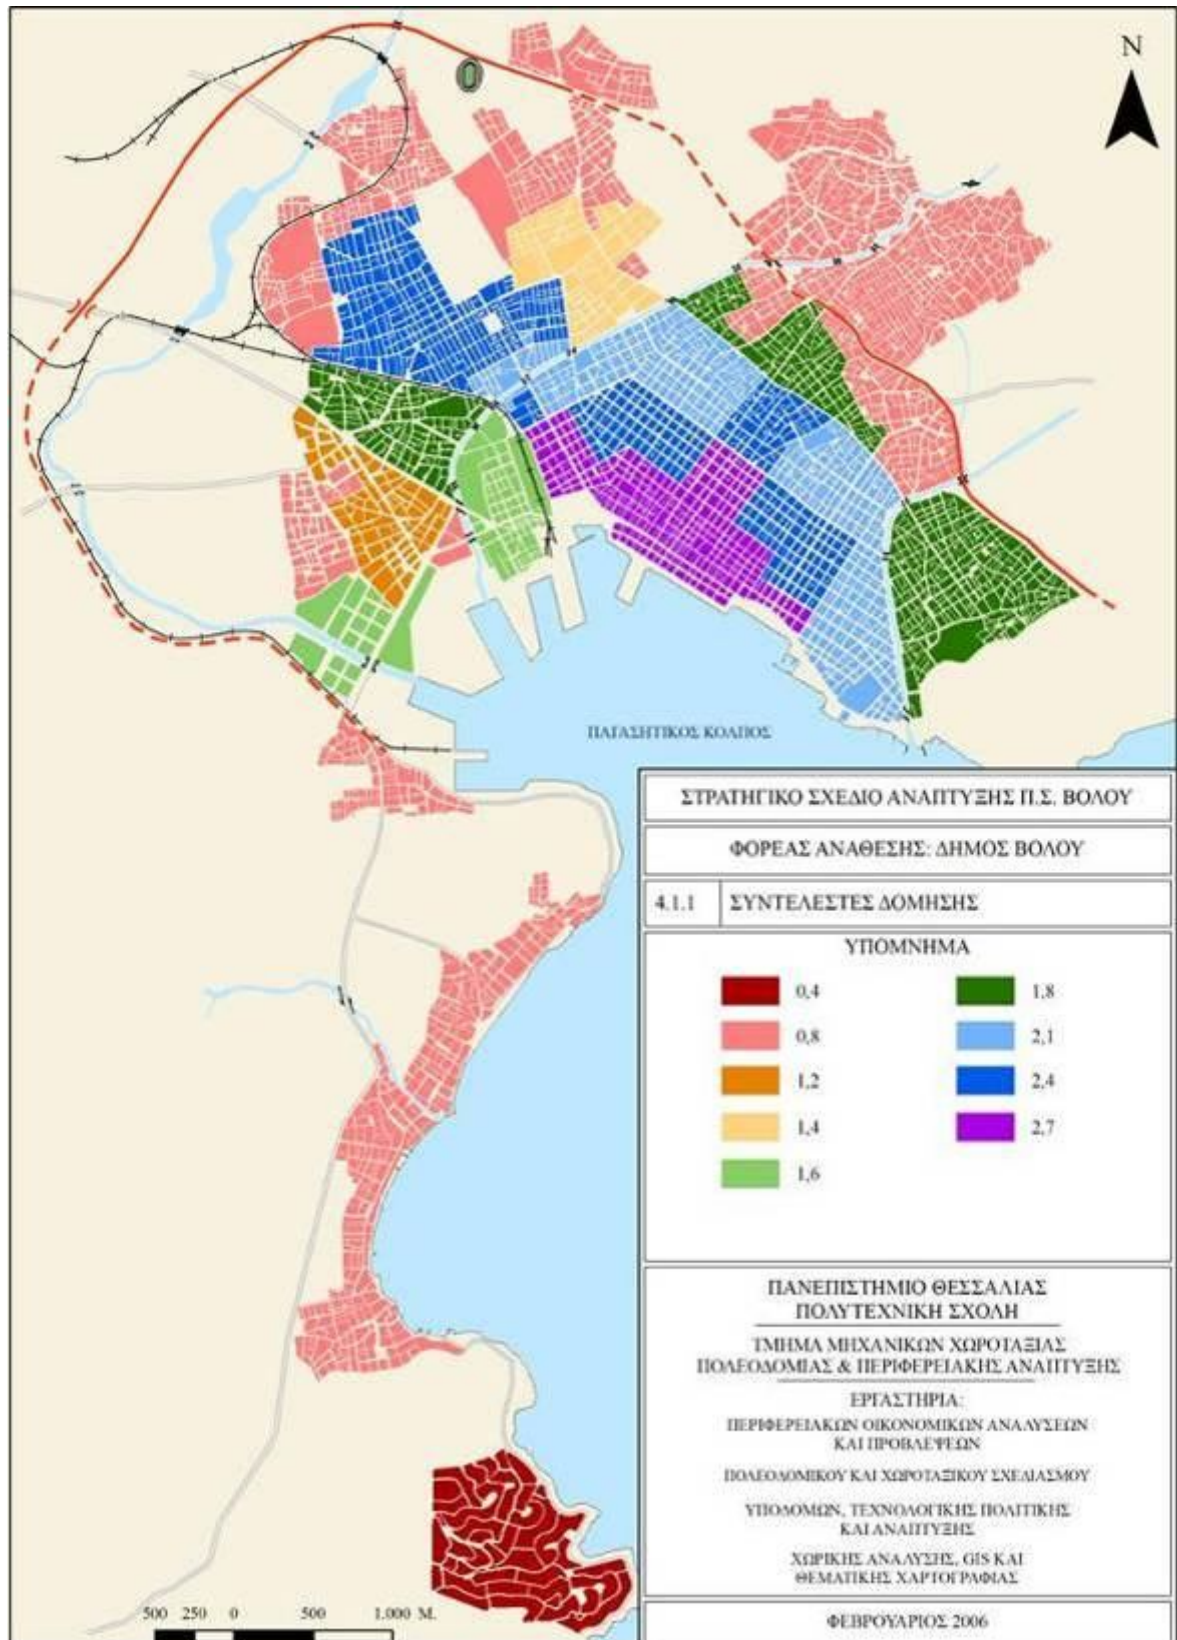 N
ΠΑΓΑΣΗΤΙΚΟΣ ΚΟΛΠΟΣ
ΣΤΡΑΤΗΓΙΚΟ ΣΧΕΔΙΟ ΑΝΑΠΤΥΞΗΣ Π.Σ. ΒΟΛΟΥ
ΦΟΡΕΑΣ ΑΝΑΘΕΣΗΣ: ΔΗΜΟΣ ΒΟΛΟΥ
4.1.1 ΣΥΝΤΕΛΕΣΤΕΣ ΔΟΜΗΣΗΣ
ΥΠΟΜΝΗΜΑ
0,4
0,8
1,2
1,4
1,6
1,8
2,1
2,4
2,7
ΠΑΝΕΠΙΣΤΗΜΙΟ ΘΕΣΣΑΛΙΑΣ
ΠΟΛΥΤΕΧΝΙΚΗ ΣΧΟΛΗ
ΤΜΗΜΑ ΜΗΧΑΝΙΚΩΝ ΧΩΡΟΤΑΞΙΑΣ
ΠΟΛΕΟΔΟΜΙΑΣ & ΠΕΡΙΦΕΡΕΙΑΚΗΣ ΑΝΑΠΤΥΞΗΣ
ΕΡΓΑΣΤΗΡΙΑ:
ΠΕΡΙΦΕΡΕΙΑΚΩΝ ΟΙΚΟΝΟΜΙΚΩΝ ΑΝΑΛΥΣΕΩΝ
ΚΑΙ ΠΡΟΒΛΕΨΕΩΝ
ΠΟΛΕΟΔΟΜΙΚΟΥ ΚΑΙ ΧΩΡΟΤΑΞΙΚΟΥ ΣΧΕΔΙΑΣΜΟΥ
ΥΠΟΔΟΜΩΝ, ΤΕΧΝΟΛΟΓΙΚΗΣ ΠΟΛΙΤΙΚΗΣ
ΚΑΙ ΑΝΑΠΤΥΞΗΣ
ΧΩΡΙΚΗΣ ΑΝΑΛΥΣΗΣ, GIS ΚΑΙ
ΘΕΜΑΤΙΚΗΣ ΧΑΡΤΟΓΡΑΦΙΑΣ
ΦΕΒΡΟΥΑΡΙΟΣ 2006
500 250 0 500 1.000 Μ.